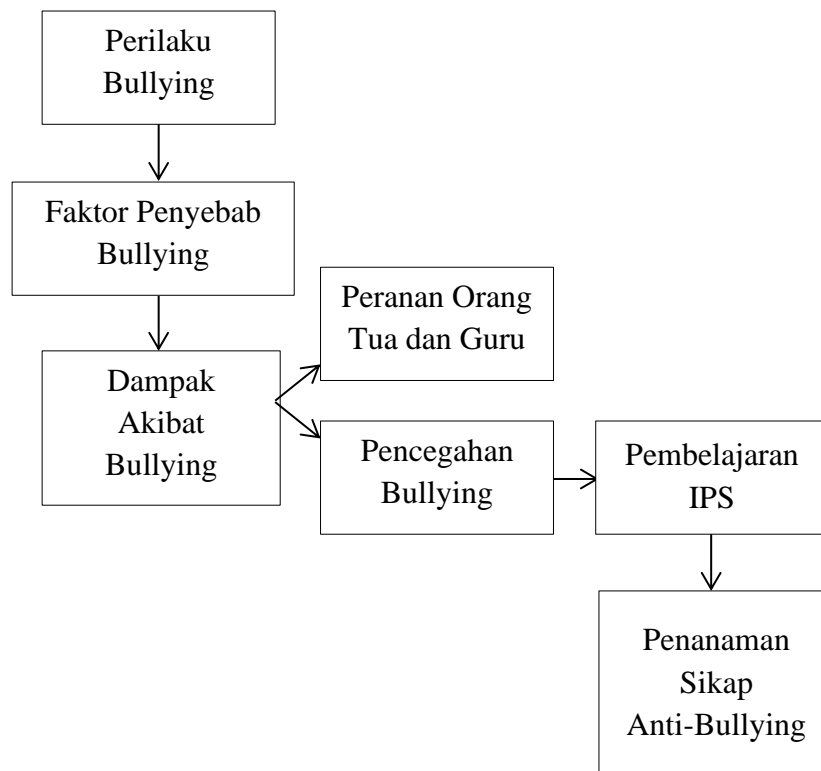 Perilaku
Bullying
Faktor Penyebab
Bullying
Dampak
Akibat
Bullying
Peranan Orang
Tua dan Guru
Pencegahan
Bullying
Pembelajaran
IPS
Penanaman
Sikap
Anti-Bullying